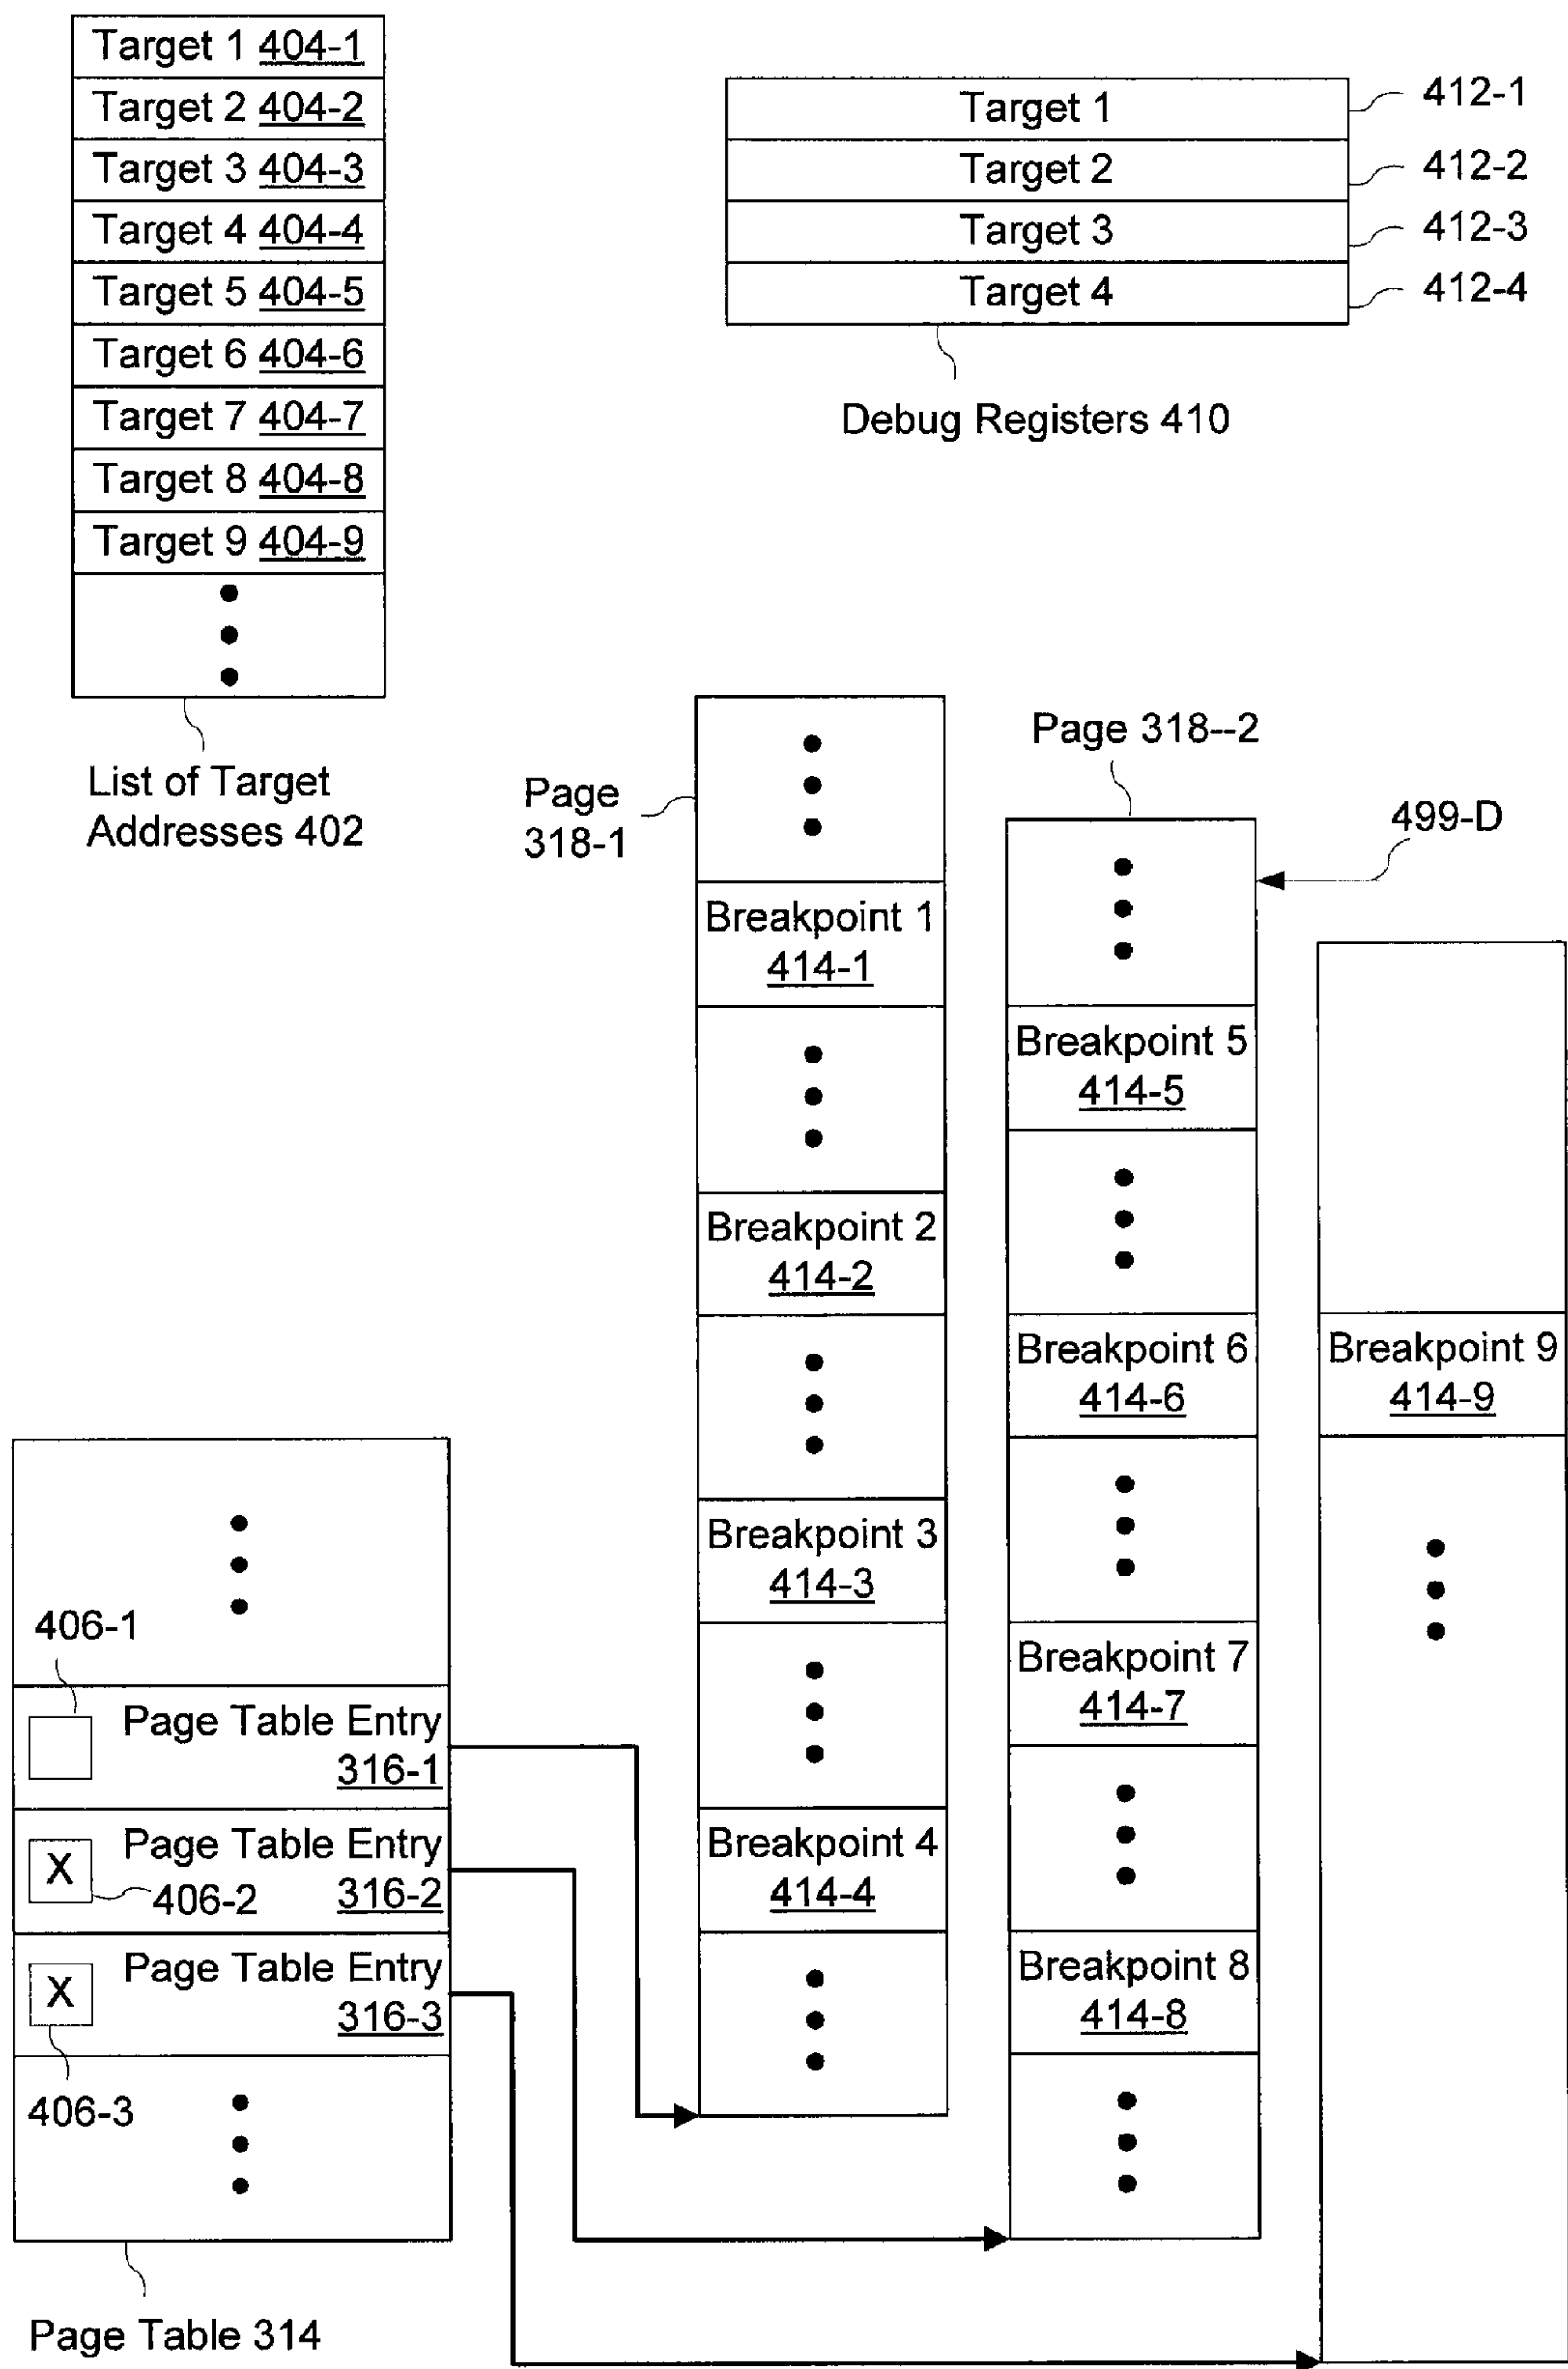 Target 1 404-1
Target 2 404-2
Target 3 404-3
Target 4 404-4
Target 5 404-5
Target 6 404-6
Target 7 404-7
Target 8 404-8
Target 9 404-9
List of Target
Addresses 402
Target 1
412-1
Target 2
412-2
Target 3
412-3
Target 4
412-4
Debug Registers 410
Page
318-1
Breakpoint 1
414-1
Breakpoint 2
414-2
Breakpoint 3
414-3
Breakpoint 4
414-4
Page 318--2
499-D
Breakpoint 5
414-5
Breakpoint 6
414-6
Breakpoint 7
414-7
Breakpoint 8
414-8
Breakpoint 9
414-9
406-1
Page Table Entry
316-1
X
Page Table Entry
316-2
406-2
X
Page Table Entry
316-3
406-3
Page Table 314